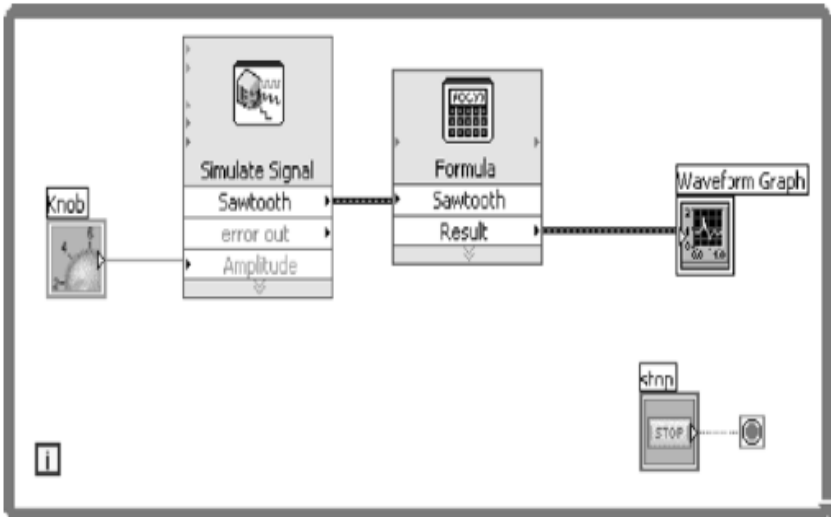 Simulate Signal
Sawtooth
error out
Amplitude
Formula
Sawtooth
Result
Waveform Graph
Knob
stop
STOP
i